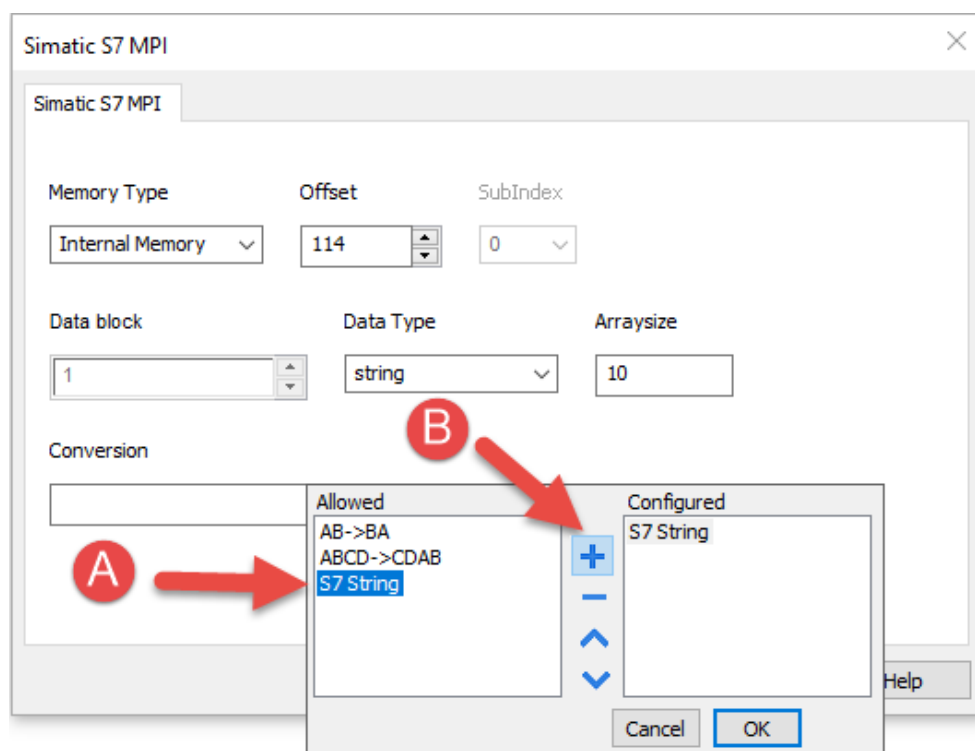 Simatic S7 MPI
Simatic S7 MPI
Memory Type Offset SubIndex
Internal Memory 114 0
Data block Data Type Arraysize
1 string 10
B
Conversion
Allowed Configured
AB->BA S7 String
ABCD->CDAB
A S7 String
Help
Cancel OK